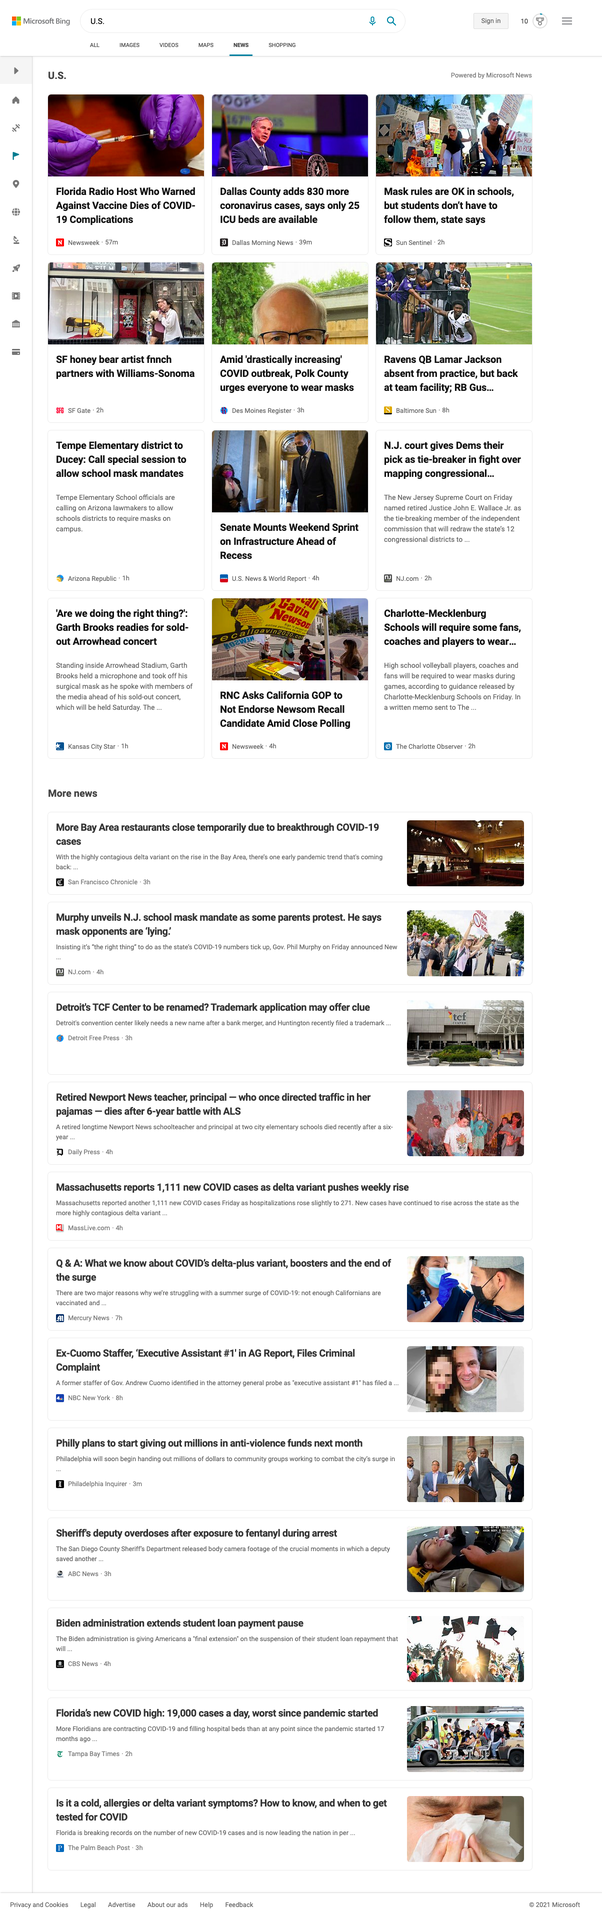 Microsoft Bing
U.S.
Sign in
10
ALL
IMAGES
VIDEOS
MAPS
NEWS
SHOPPING
U.S.
Powered by Microsoft News
Florida Radio Host Who Warned
Against Vaccine Dies of COVID-
19 Complications
Newsweek · 57m
Dallas County adds 830 more
coronavirus cases, says only 25
ICU beds are available
Dallas Morning News · 39m
Mask rules are OK in schools,
but students don't have to
follow them, state says
Sun Sentinel · 2h
SF honey bear artist fnnch
partners with Williams-Sonoma
SF Gate · 2h
Amid 'drastically increasing'
COVID outbreak, Polk County
urges everyone to wear masks
Des Moines Register · 3h
Ravens QB Lamar Jackson
absent from practice, but back
at team facility; RB Gus...
Baltimore Sun · 8h
Tempe Elementary district to
Ducey: Call special session to
allow school mask mandates
Tempe Elementary School officials are
calling on Arizona lawmakers to allow
schools districts to require masks on
campus.
Arizona Republic · 1h
Senate Mounts Weekend Sprint
on Infrastructure Ahead of
Recess
U.S. News & World Report · 4h
N.J. court gives Dems their
pick as tie-breaker in fight over
mapping congressional...
The New Jersey Supreme Court on Friday
named retired Justice John E. Wallace Jr. as
the tie-breaking member of the independent
commission that will redraw the state's 12
congressional districts to ...
NJ.com · 2h
'Are we doing the right thing?':
Garth Brooks readies for sold-
out Arrowhead concert
Standing inside Arrowhead Stadium, Garth
Brooks held a microphone and took off his
surgical mask as he spoke with members of
the media ahead of his sold-out concert,
which will be held Saturday. The ...
Kansas City Star · 1h
RNC Asks California GOP to
Not Endorse Newsom Recall
Candidate Amid Close Polling
Newsweek · 4h
Charlotte-Mecklenburg
Schools will require some fans,
coaches and players to wear...
High school volleyball players, coaches and
fans will be required to wear masks during
games, according to guidance released by
Charlotte-Mecklenburg Schools on Friday. In
a written memo sent to The ...
The Charlotte Observer · 2h
More news
More Bay Area restaurants close temporarily due to breakthrough COVID-19
cases
With the highly contagious delta variant on the rise in the Bay Area, there's one early pandemic trend that's coming
back: ...
San Francisco Chronicle · 3h
Murphy unveils N.J. school mask mandate as some parents protest. He says
mask opponents are 'lying.'
Insisting it's "the right thing" to do as the state's COVID-19 numbers tick up, Gov. Phil Murphy on Friday announced New
...
NJ.com · 4h
Detroit's TCF Center to be renamed? Trademark application may offer clue
Detroit's convention center likely needs a new name after a bank merger, and Huntington recently filed a trademark ...
Detroit Free Press · 3h
tcf
Retired Newport News teacher, principal — who once directed traffic in her
pajamas — dies after 6-year battle with ALS
A retired longtime Newport News schoolteacher and principal at two city elementary schools died recently after a six-
year ...
Daily Press · 4h
Massachusetts reports 1,111 new COVID cases as delta variant pushes weekly rise
Massachusetts reported another 1,111 new COVID cases Friday as hospitalizations rose slightly to 271. New cases have continued to rise across the state as the
more highly contagious delta variant ...
MassLive.com · 4h
Q & A: What we know about COVID's delta-plus variant, boosters and the end of
the surge
There are two major reasons why we're struggling with a summer surge of COVID-19: not enough Californians are
vaccinated and ...
Mercury News · 7h
Ex-Cuomo Staffer, 'Executive Assistant #1' in AG Report, Files Criminal
Complaint
A former staffer of Gov. Andrew Cuomo identified in the attorney general probe as "executive assistant #1" has filed a ...
NBC New York · 8h
Philly plans to start giving out millions in anti-violence funds next month
Philadelphia will soon begin handing out millions of dollars to community groups working to combat the city's surge in
...
Philadelphia Inquirer · 3m
Sheriff's deputy overdoses after exposure to fentanyl during arrest
The San Diego County Sheriff's Department released body camera footage of the crucial moments in which a deputy
saved another ...
ABC News · 3h
Biden administration extends student loan payment pause
The Biden administration is giving Americans a "final extension" on the suspension of their student loan repayment that
will ...
CBS News · 4h
Florida's new COVID high: 19,000 cases a day, worst since pandemic started
More Floridians are contracting COVID-19 and filling hospital beds than at any point since the pandemic started 17
months ago ...
Tampa Bay Times · 2h
Is it a cold, allergies or delta variant symptoms? How to know, and when to get
tested for COVID
Florida is breaking records on the number of new COVID-19 cases and is now leading the nation in per ...
The Palm Beach Post · 3h
Privacy and Cookies
Legal
Advertise
About our ads
Help
Feedback
© 2021 Microsoft